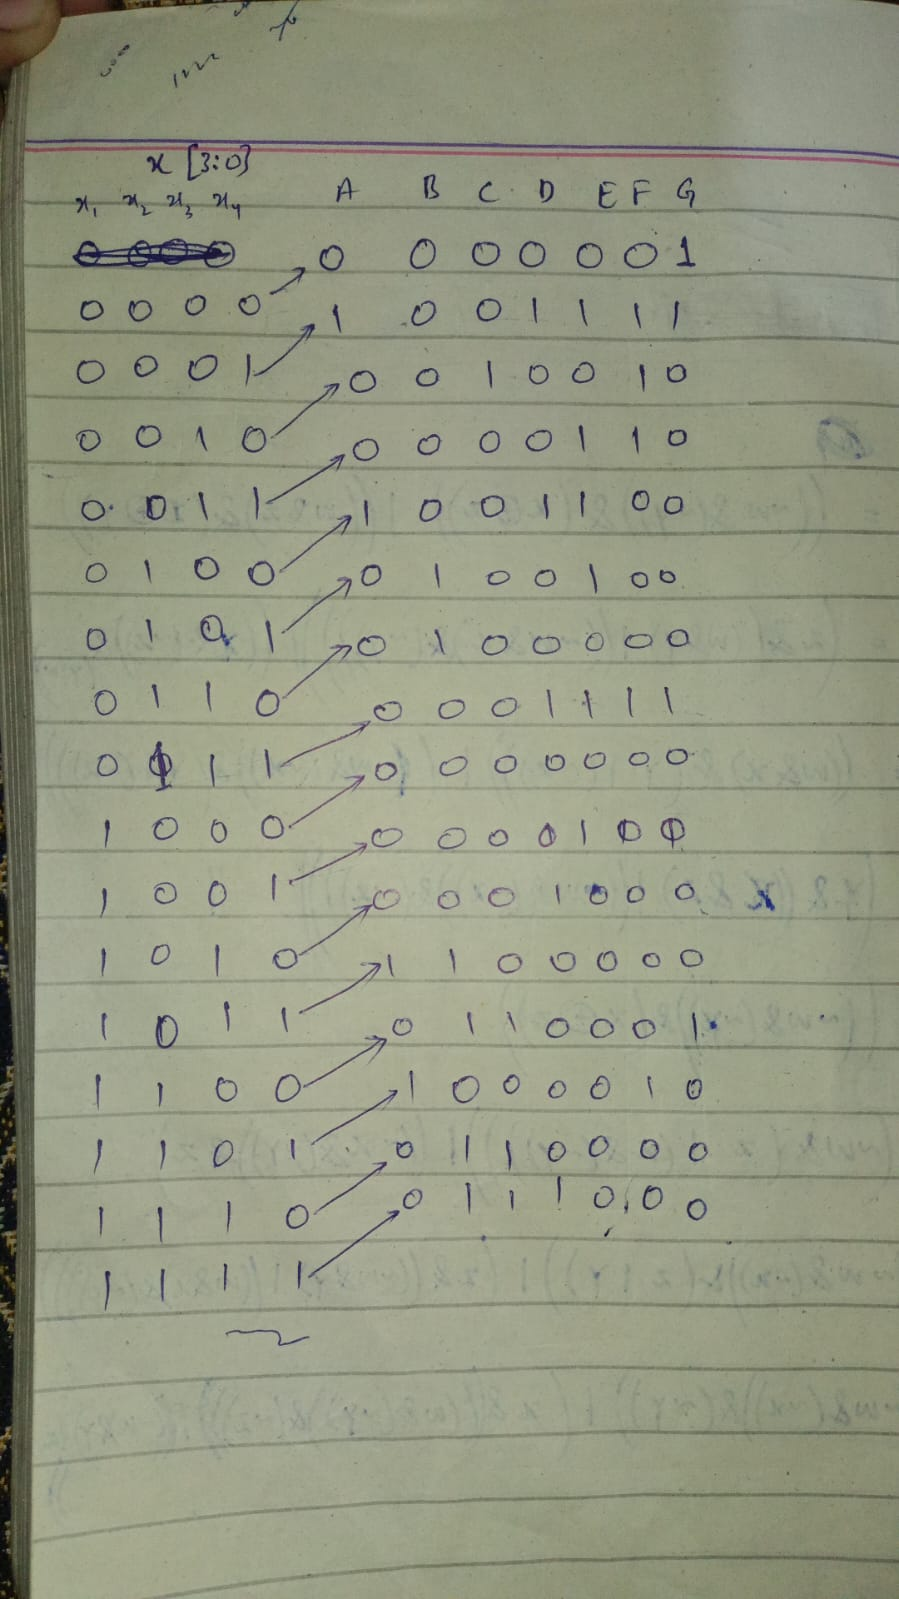 x [3:0]
x₁ x₂ x₃ x₄ A B C D E F G
0 0 0 0 0 0 0 0 0 0 1
0 0 0 0 1 0 0 1 1 1 1
0 0 0 1 0 0 1 0 0 1 0
0 0 1 0 0 0 0 0 1 1 0
0 0 1 1 1 0 0 1 1 0 0
0 1 0 0 0 1 0 0 1 0 0
0 1 0 1 0 1 0 0 0 0 0
0 1 1 0 0 0 0 1 1 1 1
0 1 1 1 0 0 0 0 0 0 0
1 0 0 0 0 0 0 0 1 0 0
1 0 0 1 0 0 0 1 0 0 0 x
1 0 1 0 1 1 0 0 0 0 0
1 0 1 1 0 1 1 0 0 0 1
1 1 0 0 1 0 0 0 0 1 0
1 1 0 1 0 1 1 0 0 0 0
1 1 1 0 0 1 1 1 0 0 0
1 1 1 1